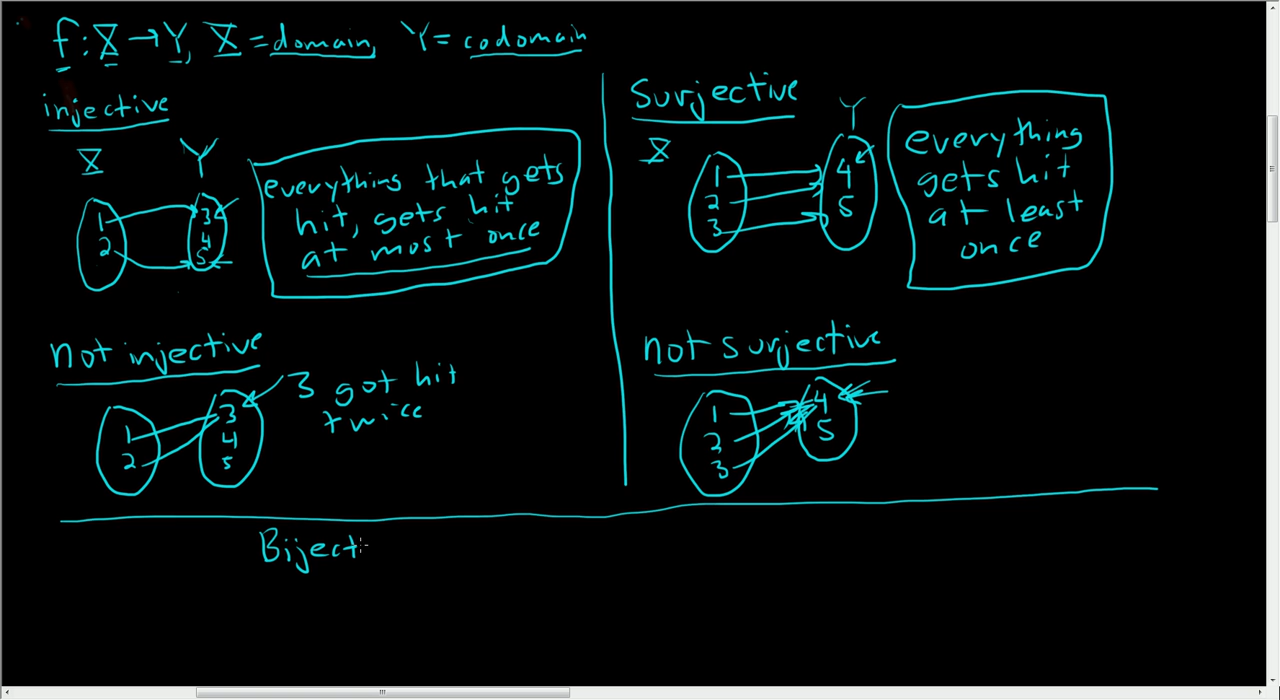 f: X → Y, X = domain, Y = codomain
injective
X Y
1 3
2 4
5
everything that gets
hit, gets hit
at most once
not injective
1 3
2 4
5
3 got hit
twice
Surjective
X Y
1 4
2 5
3
everything
gets hit
at least
once
not surjective
1 4
2 5
3
Biject